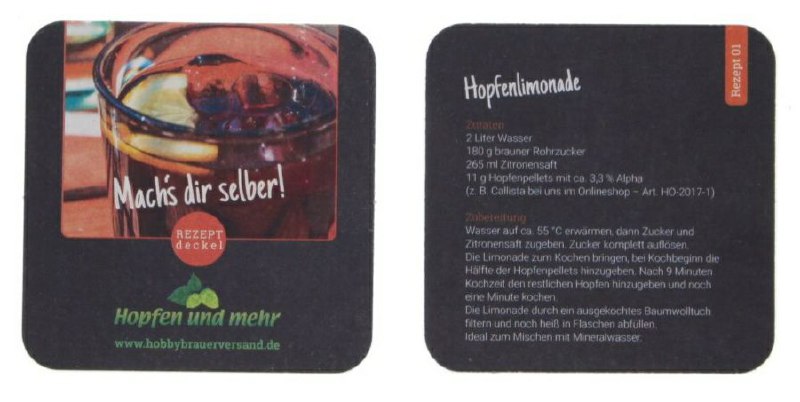 Mach's dir selber!
REZEPT
deckel
Hopfen und mehr
www.hobbybrauerversand.de
Rezept 01
Hopfenlimonade
Zutaten
2 Liter Wasser
180 g brauner Rohrzucker
265 ml Zitronensaft
11 g Hopfenpellets mit ca. 3,3 % Alpha
(z. B. Callista bei uns im Onlineshop – Art. HO-2017-1)
Zubereitung
Wasser auf ca. 55 °C erwärmen, dann Zucker und
Zitronensaft zugeben. Zucker komplett auflösen.
Die Limonade zum Kochen bringen, bei Kochbeginn die
Hälfte der Hopfenpellets hinzugeben. Nach 9 Minuten
Kochzeit den restlichen Hopfen hinzugeben und noch
eine Minute kochen.
Die Limonade durch ein ausgekochtes Baumwolltuch
filtern und noch heiß in Flaschen abfüllen.
Ideal zum Mischen mit Mineralwasser.